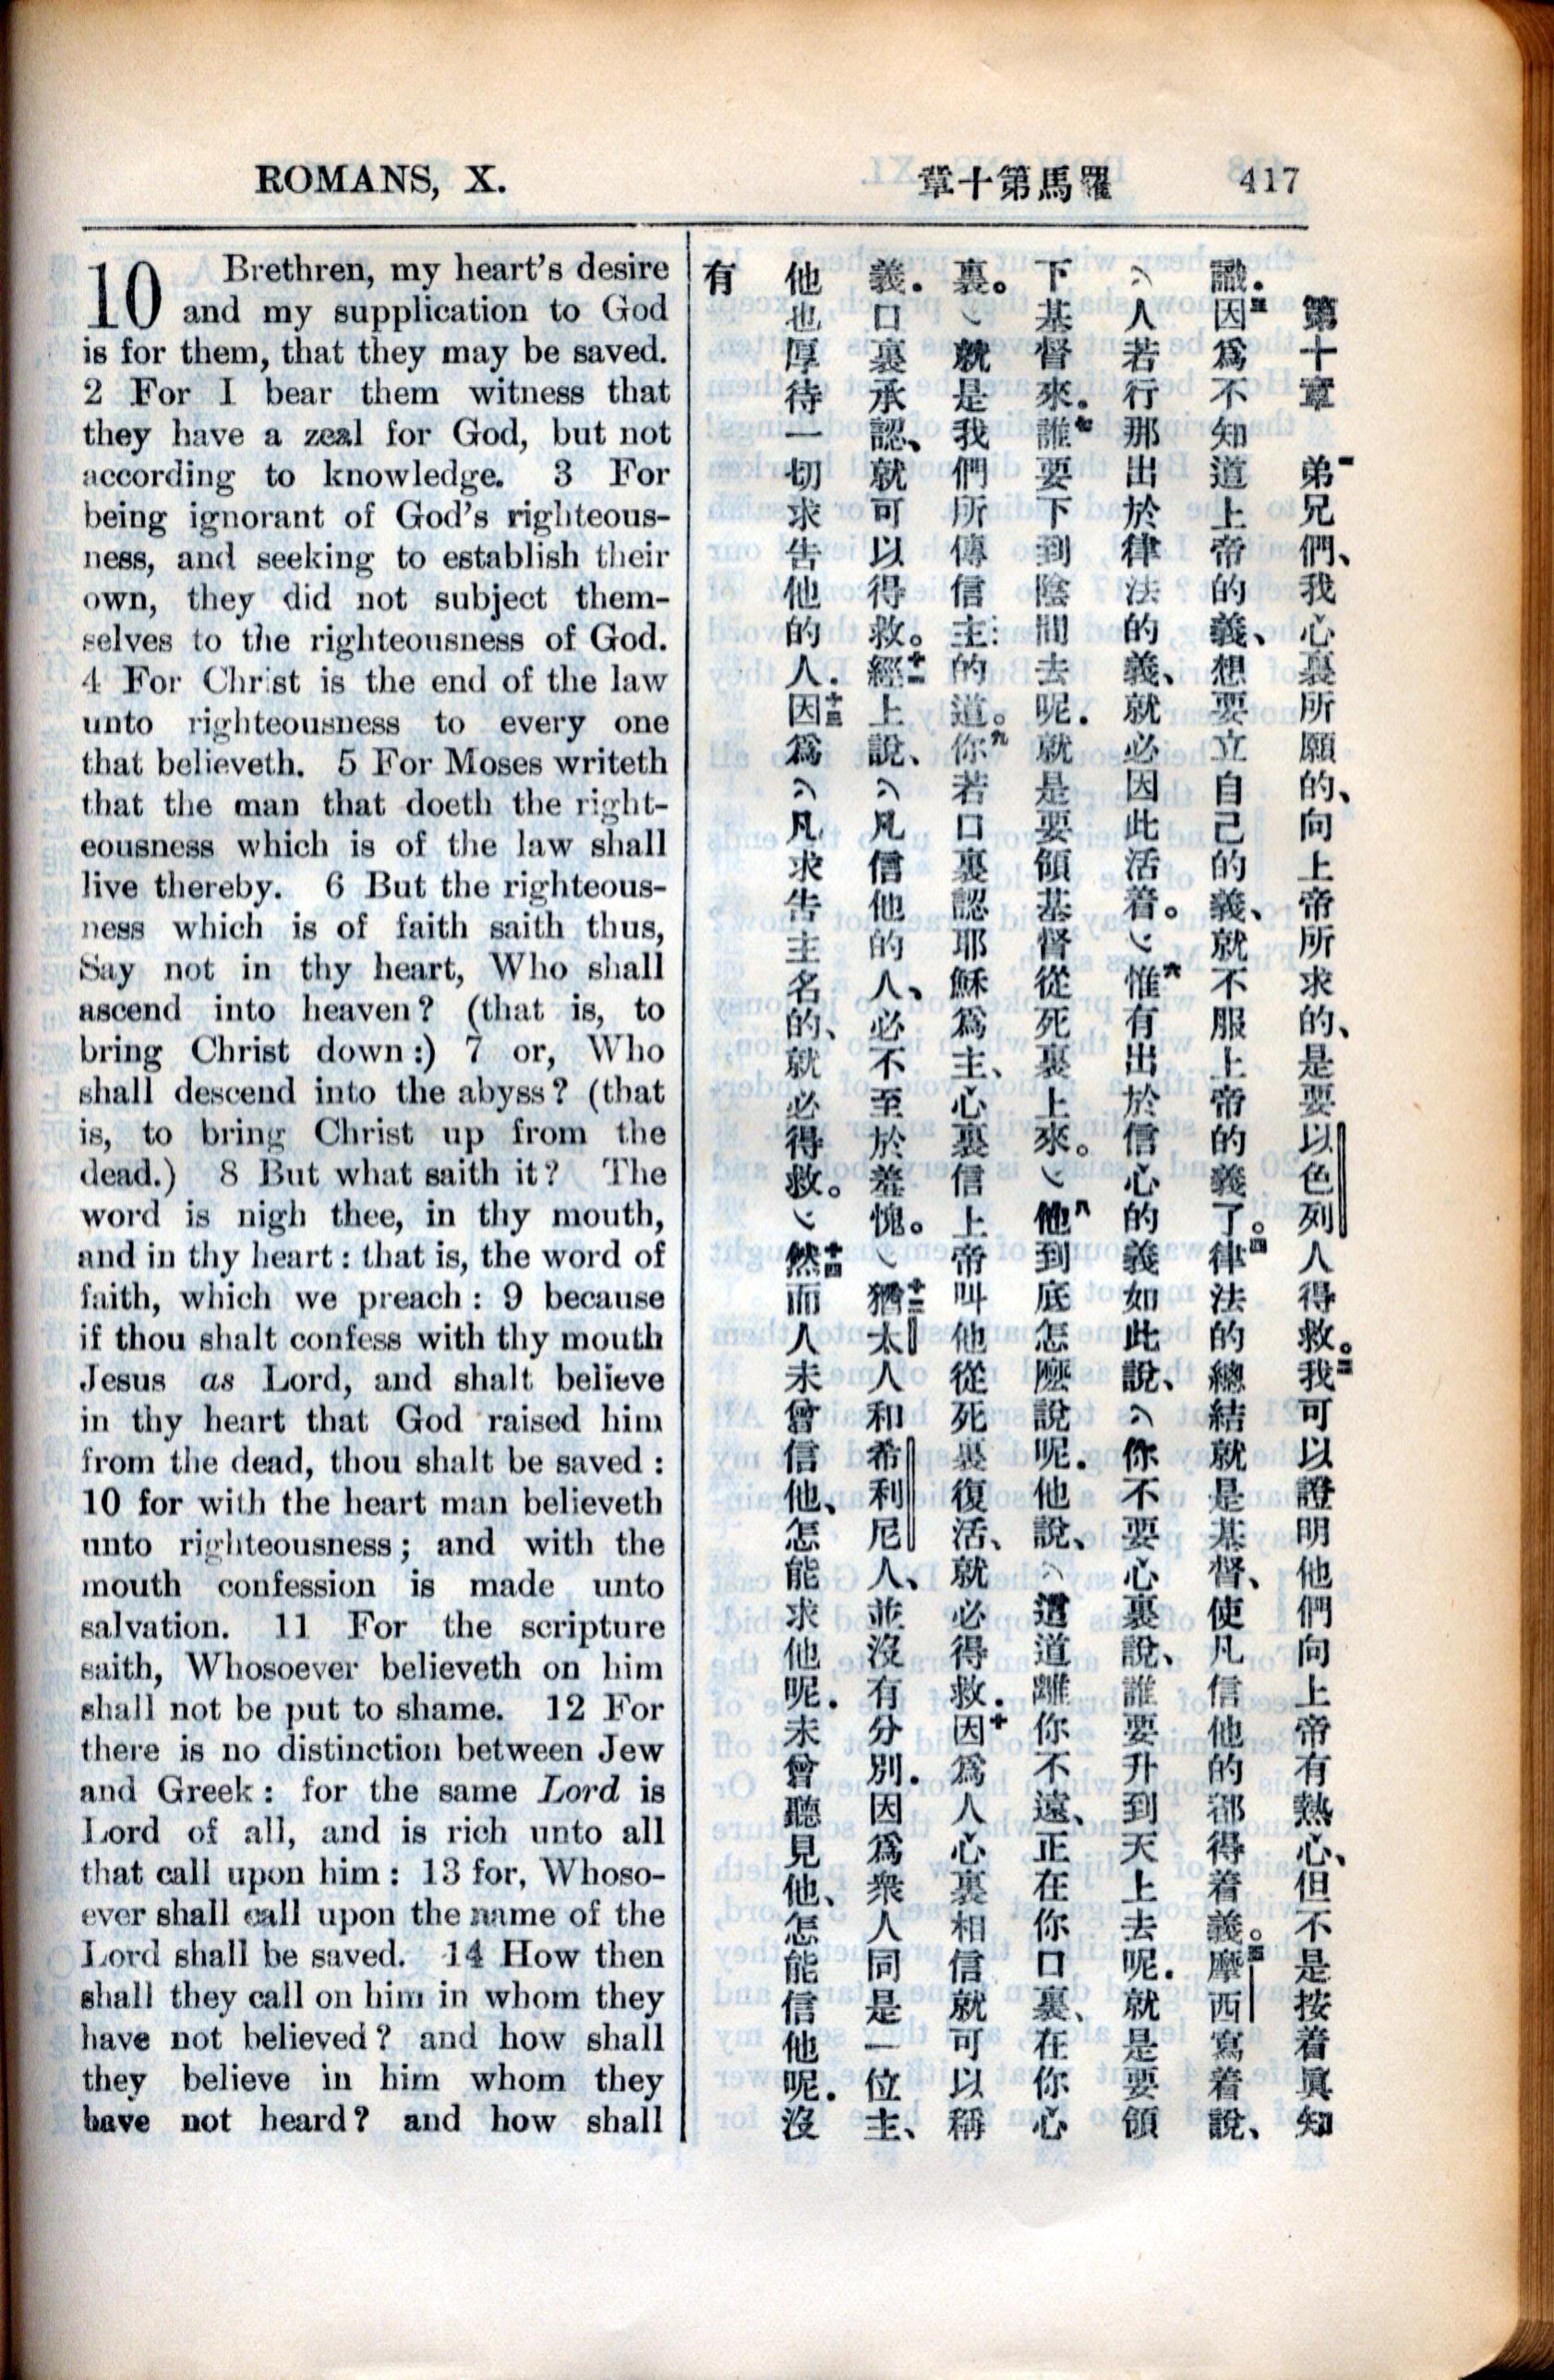 ROMANS, X.
羅馬第十章
417
10 Brethren, my heart's desire
and my supplication to God
is for them, that they may be saved.
2 For I bear them witness that
they have a zeal for God, but not
according to knowledge. 3 For
being ignorant of God's righteous-
ness, and seeking to establish their
own, they did not subject them-
selves to the righteousness of God.
4 For Christ is the end of the law
unto righteousness to every one
that believeth. 5 For Moses writeth
that the man that doeth the right-
eousness which is of the law shall
live thereby. 6 But the righteous-
ness which is of faith saith thus,
Say not in thy heart, Who shall
ascend into heaven? (that is, to
bring Christ down:) 7 or, Who
shall descend into the abyss? (that
is, to bring Christ up from the
dead.) 8 But what saith it? The
word is nigh thee, in thy mouth,
and in thy heart: that is, the word of
faith, which we preach: 9 because
if thou shalt confess with thy mouth
Jesus as Lord, and shalt believe
in thy heart that God raised him
from the dead, thou shalt be saved:
10 for with the heart man believeth
unto righteousness; and with the
mouth confession is made unto
salvation. 11 For the scripture
saith, Whosoever believeth on him
shall not be put to shame. 12 For
there is no distinction between Jew
and Greek: for the same Lord is
Lord of all, and is rich unto all
that call upon him: 13 for, Whoso-
ever shall call upon the name of the
Lord shall be saved. 14 How then
shall they call on him in whom they
have not believed? and how shall
they believe in him whom they
have not heard? and how shall
第十章 一弟兄們、我心裏所願的、向上帝所求的、是要以色列人得救。二我可以證明他們向上帝有熱心、但不是按着眞知
識.三因爲不知道上帝的義、想要立自己的義、就不服上帝的義了。四律法的總結就是基督、使凡信他的都得着義。五摩西寫着說、
(人若行那出於律法的義、就必因此活着。)六惟有出於信心的義如此說、(你不要心裏說、誰要升到天上去呢.就是要領
下基督來.七誰要下到陰間去呢.就是要領基督從死裏上來。)八他到底怎麼說呢.他說、(這道離你不遠、正在你口裏、在你心
裏。)就是我們所傳信主的道。九你若口裏認耶穌爲主、心裏信上帝叫他從死裏復活、就必得救.十因爲人心裏相信就可以稱
義.口裏承認、就可以得救。十一經上說、(凡信他的人、必不至於羞愧。)十二猶太人和希利尼人、並沒有分別.因爲衆人同是一位主、
他也厚待一切求告他的人.十三因爲(凡求告主名的、就必得救。)十四然而人未曾信他、怎能求他呢.未曾聽見他、怎能信他呢.沒
有